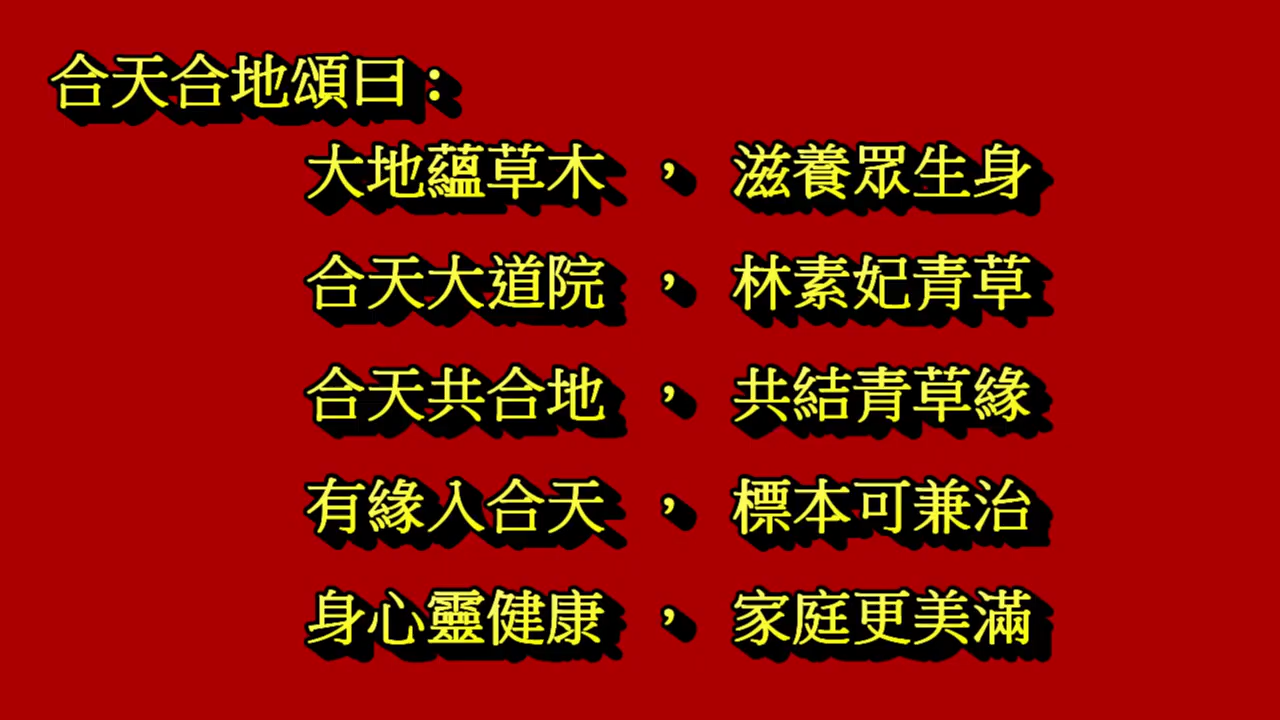 合天合地頌曰：
大地蘊草木，滋養眾生身
合天大道院，林素妃青草
合天共合地，共結青草緣
有緣入合天，標本可兼治
身心靈健康，家庭更美滿